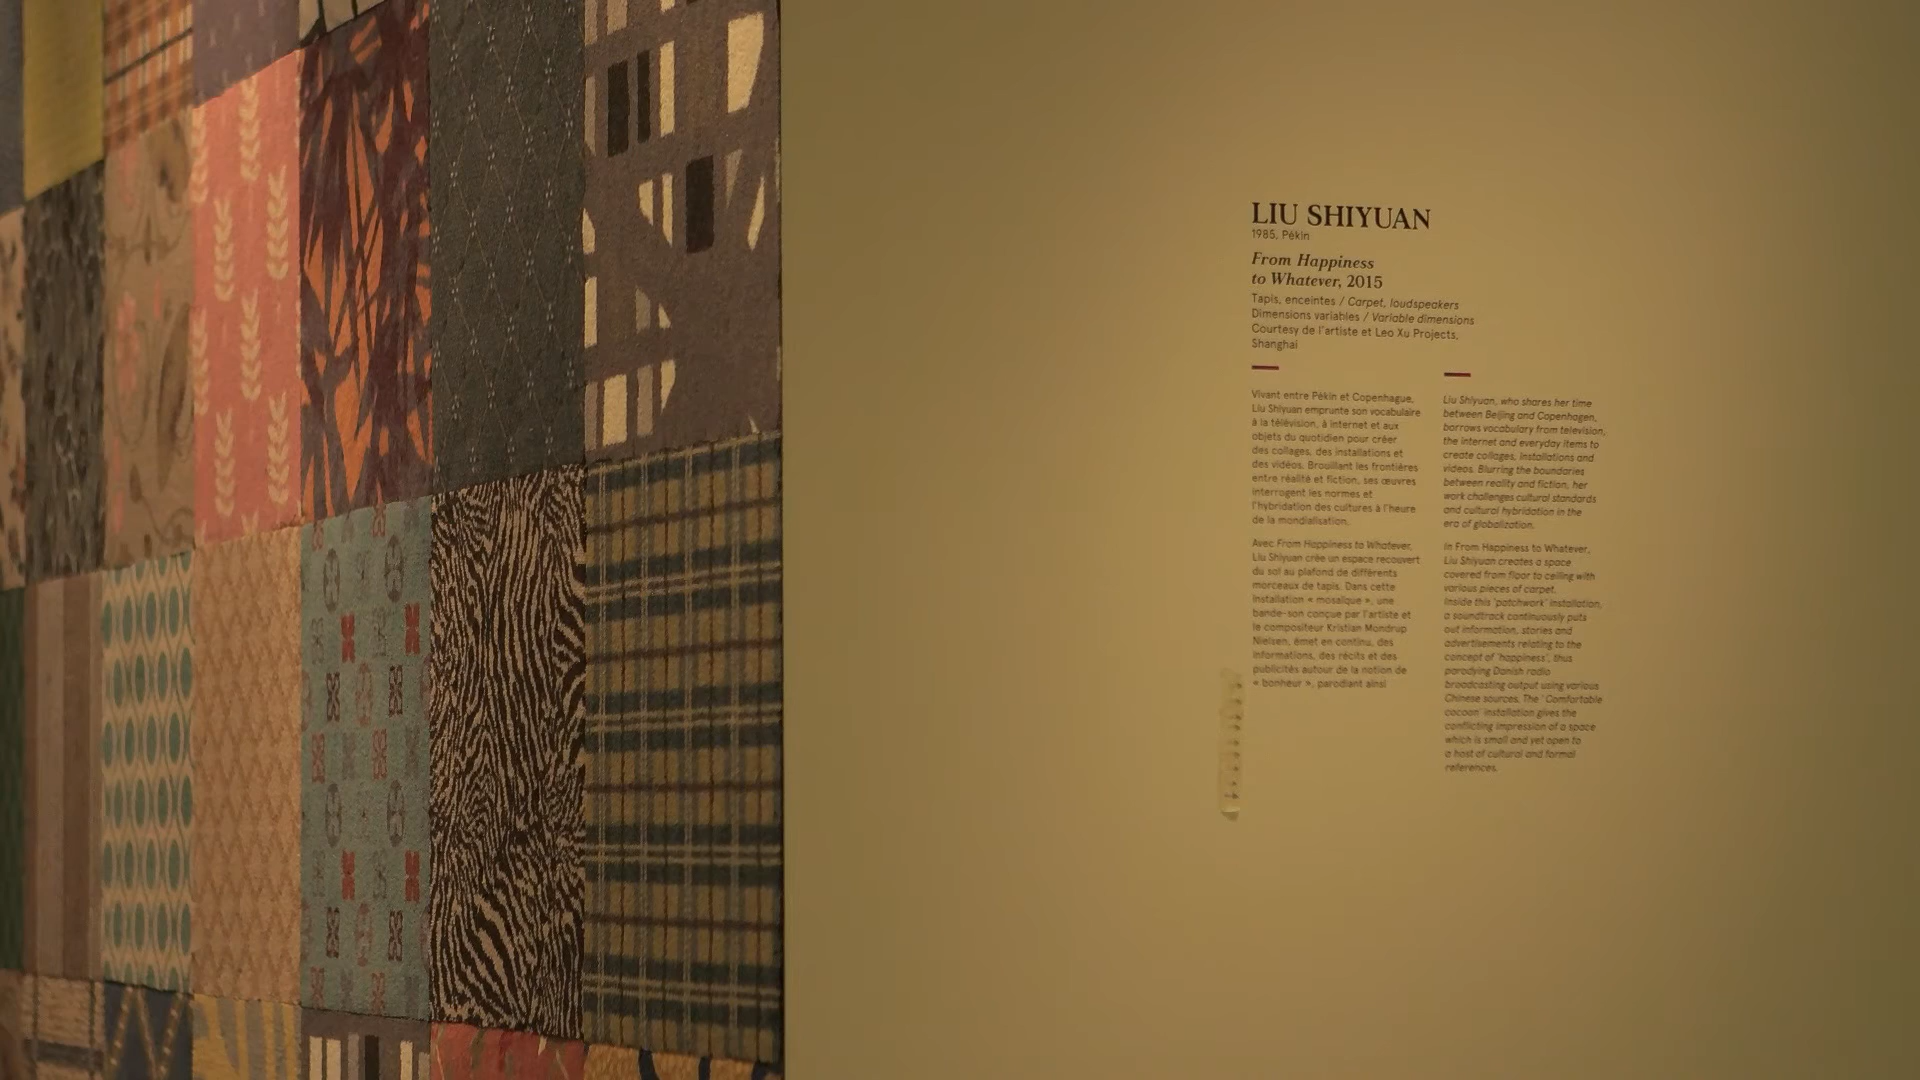 LIU SHIYUAN
1985, Pékin
From Happiness
to Whatever, 2015
Tapis, enceintes / Carpet, loudspeakers
Dimensions variables / Variable dimensions
Courtesy de l'artiste et Leo Xu Projects,
Shanghai
Vivant entre Pékin et Copenhague,
Liu Shiyuan emprunte son vocabulaire
à la télévision, à internet et aux
objets du quotidien pour créer
des collages, des installations et
des vidéos. Brouillant les frontières
entre réalité et fiction, ses œuvres
interrogent les normes et
l'hybridation des cultures à l'heure
de la mondialisation.
Avec From Happiness to Whatever,
Liu Shiyuan crée un espace recouvert
du sol au plafond de différents
morceaux de tapis. Dans cette
installation « mosaïque », une
bande-son conçue par l'artiste et
le compositeur Kristian Mondrup
Nielsen, émet en continu, des
informations, des récits et des
publicités autour de la notion de
« bonheur », parodiant ainsi
Liu Shiyuan, who shares her time
between Beijing and Copenhagen,
borrows vocabulary from television,
the internet and everyday items to
create collages, installations and
videos. Blurring the boundaries
between reality and fiction, her
work challenges cultural standards
and cultural hybridation in the
era of globalization.
In From Happiness to Whatever,
Liu Shiyuan creates a space
covered from floor to ceiling with
various pieces of carpet.
Inside this 'patchwork' installation,
a soundtrack continuously puts
out information, stories and
advertisements relating to the
concept of 'happiness', thus
parodying Danish radio
broadcasting output using various
Chinese sources. The 'Comfortable
cocoon' installation gives the
conflicting impression of a space
which is small and yet open to
a host of cultural and formal
references.